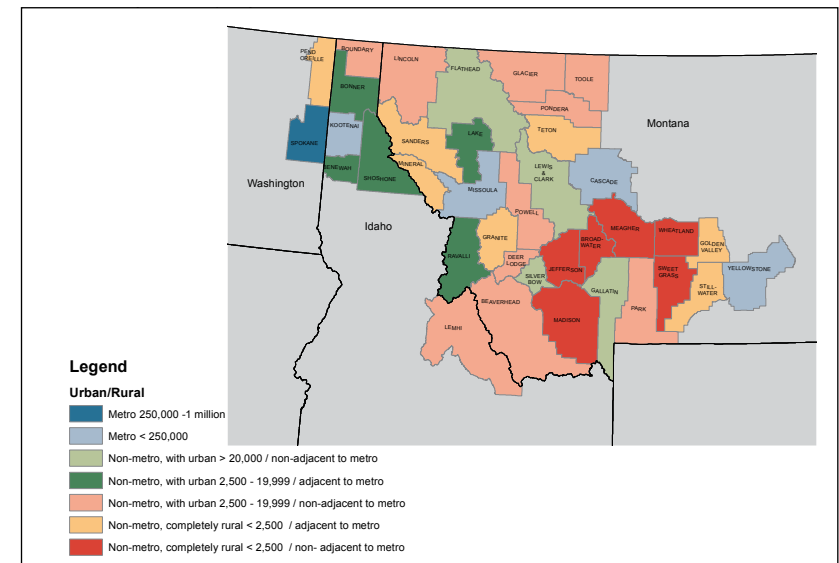 PEND
OREILLE
BOUNDARY
LINCOLN
FLATHEAD
GLACIER
TOOLE
BONNER
PONDERA
KOOTENAI
LAKE
TETON
Montana
SPOKANE
SANDERS
BENEWAH
SHOSHONE
MINERAL
LEWIS
&
CLARK
CASCADE
Washington
MISSOULA
POWELL
Idaho
GRANITE
MEAGHER
WHEATLAND
GOLDEN
VALLEY
BROAD-
WATER
RAVALLI
DEER
LODGE
JEFFERSON
SWEET
GRASS
YELLOWSTONE
SILVER
BOW
GALLATIN
STILL-
WATER
BEAVERHEAD
PARK
MADISON
LEMHI
Legend
Urban/Rural
Metro 250,000 -1 million
Metro < 250,000
Non-metro, with urban > 20,000 / non-adjacent to metro
Non-metro, with urban 2,500 - 19,999 / adjacent to metro
Non-metro, with urban 2,500 - 19,999 / non-adjacent to metro
Non-metro, completely rural < 2,500 / adjacent to metro
Non-metro, completely rural < 2,500 / non- adjacent to metro